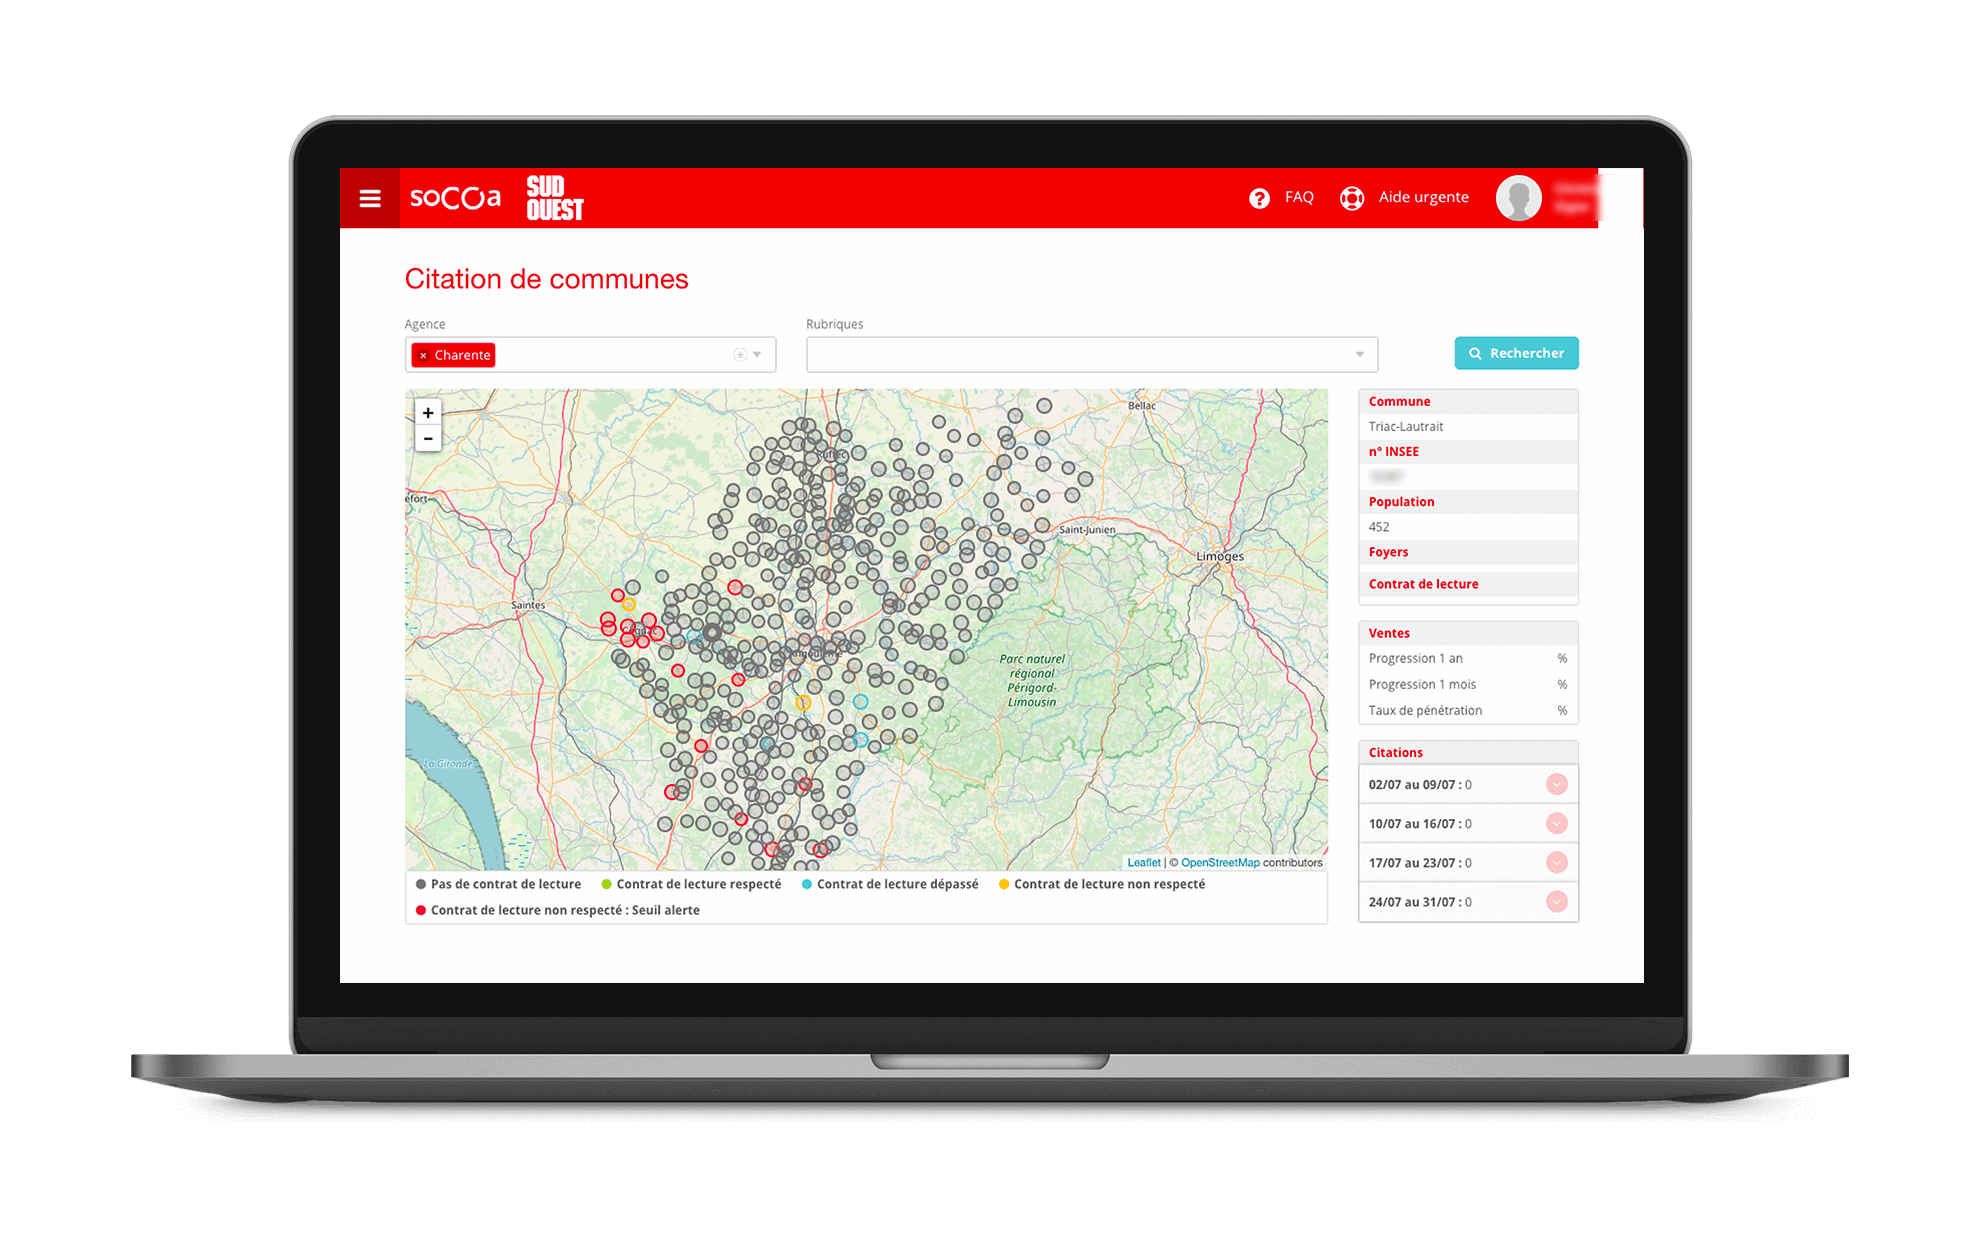 soCOa
SUD
OUEST
FAQ
Aide urgente
Citation de communes
Agence
Rubriques
× Charente
Rechercher
+
-
Bellac
Ruffec
efort
Saint-Junien
Limoges
Saintes
Cognac
Angoulême
Parc naturel
régional
Périgord-
Limousin
La Gironde
Leaflet | © OpenStreetMap contributors
Pas de contrat de lecture
Contrat de lecture respecté
Contrat de lecture dépassé
Contrat de lecture non respecté
Contrat de lecture non respecté : Seuil alerte
Commune
Triac-Lautrait
n° INSEE
Population
452
Foyers
Contrat de lecture
Ventes
Progression 1 an %
Progression 1 mois %
Taux de pénétration %
Citations
02/07 au 09/07 : 0
10/07 au 16/07 : 0
17/07 au 23/07 : 0
24/07 au 31/07 : 0